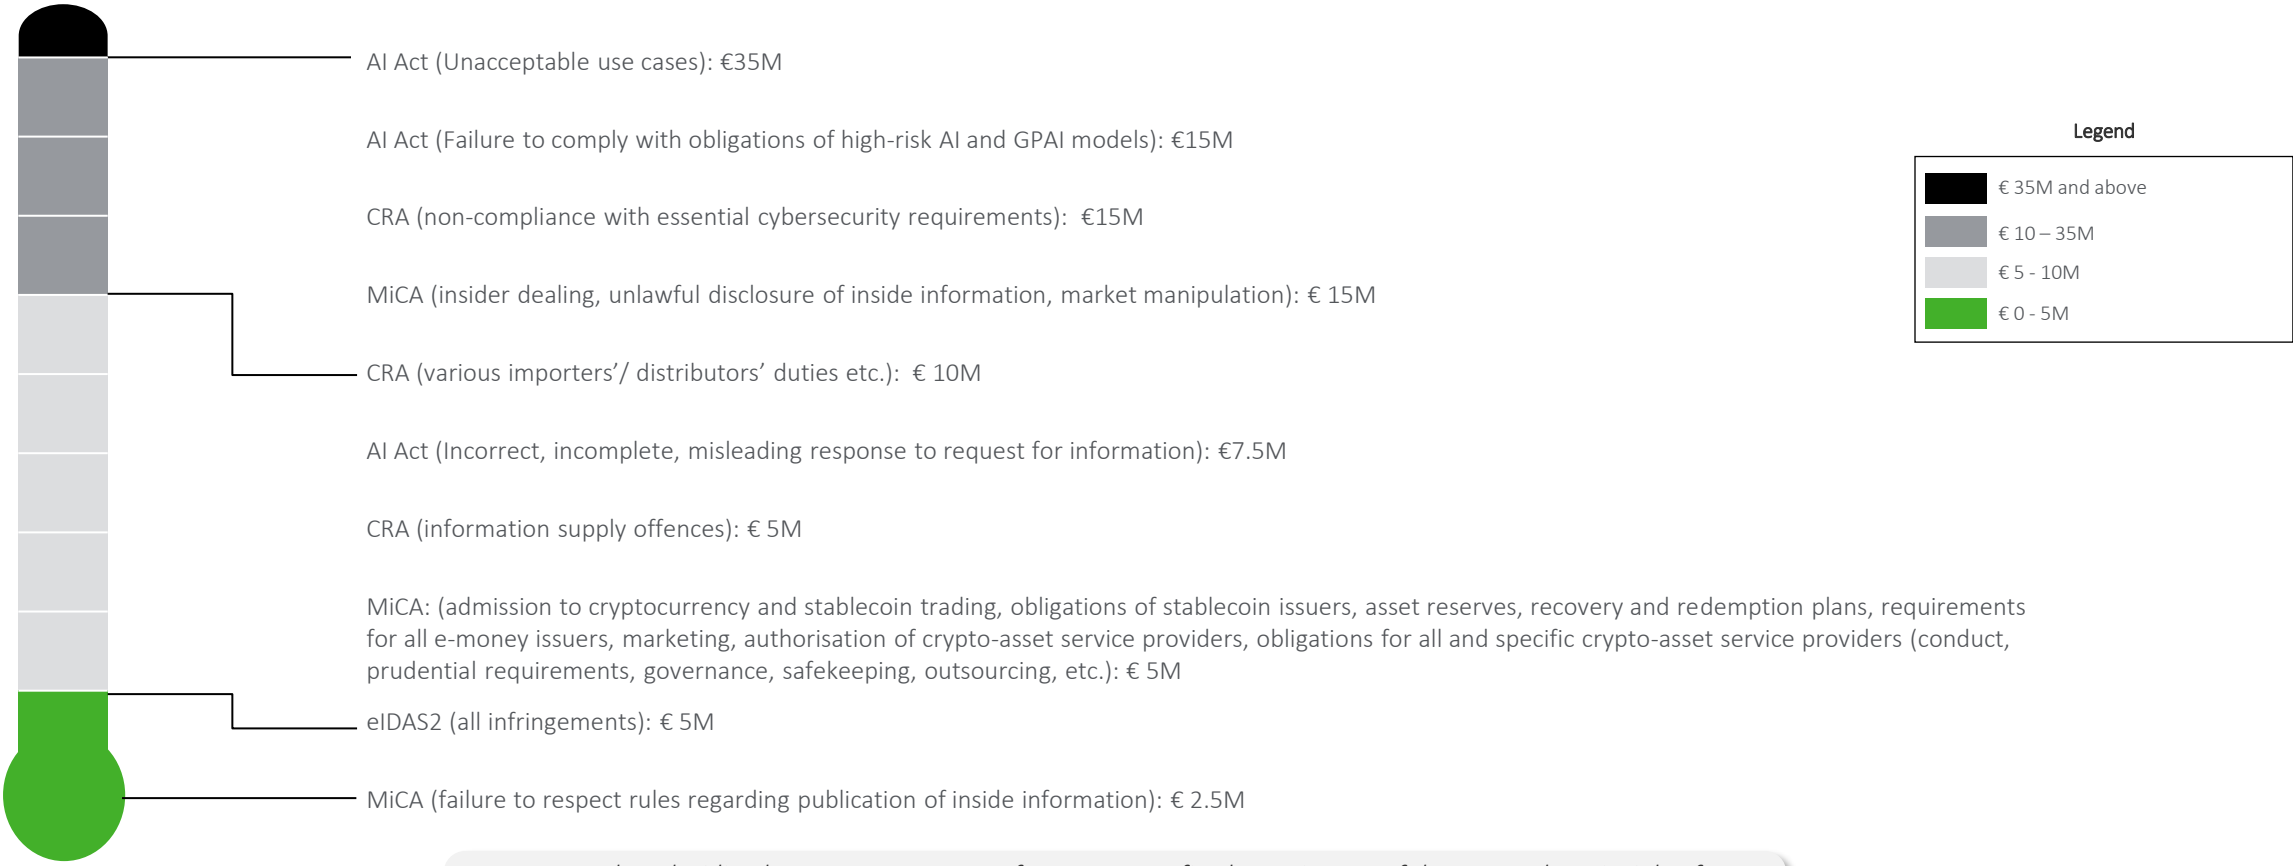 AI Act (Unacceptable use cases): €35M
AI Act (Failure to comply with obligations of high-risk AI and GPAI models): €15M
CRA (non-compliance with essential cybersecurity requirements):  €15M
MiCA (insider dealing, unlawful disclosure of inside information, market manipulation): € 15M
CRA (various importers’/ distributors’ duties etc.):  € 10M
AI Act (Incorrect, incomplete, misleading response to request for information): €7.5M
CRA (information supply offences): € 5M
MiCA: (admission to cryptocurrency and stablecoin trading, obligations of stablecoin issuers, asset reserves, recovery and redemption plans, requirements
for all e-money issuers, marketing, authorisation of crypto-asset service providers, obligations for all and specific crypto-asset service providers (conduct,
prudential requirements, governance, safekeeping, outsourcing, etc.): € 5M
eIDAS2 (all infringements): € 5M
MiCA (failure to respect rules regarding publication of inside information): € 2.5M
Legend
€ 35M and above
€ 10 – 35M
€ 5 - 10M
€ 0 - 5M